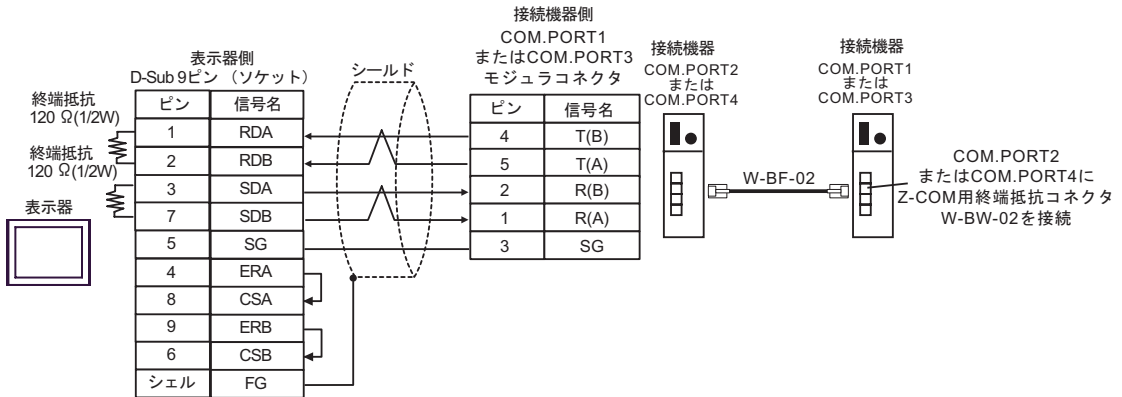 表示器側
D-Sub 9ピン （ソケット）
シールド
接続機器側
COM.PORT1
またはCOM.PORT3
モジュラコネクタ
接続機器
COM.PORT2
または
COM.PORT4
接続機器
COM.PORT1
または
COM.PORT3
終端抵抗
120 Ω(1/2W)
終端抵抗
120 Ω(1/2W)
表示器
ピン 信号名
1 RDA
2 RDB
3 SDA
7 SDB
5 SG
4 ERA
8 CSA
9 ERB
6 CSB
シェル FG
ピン 信号名
4 T(B)
5 T(A)
2 R(B)
1 R(A)
3 SG
W-BF-02
COM.PORT2
またはCOM.PORT4に
Z-COM用終端抵抗コネクタ
W-BW-02を接続